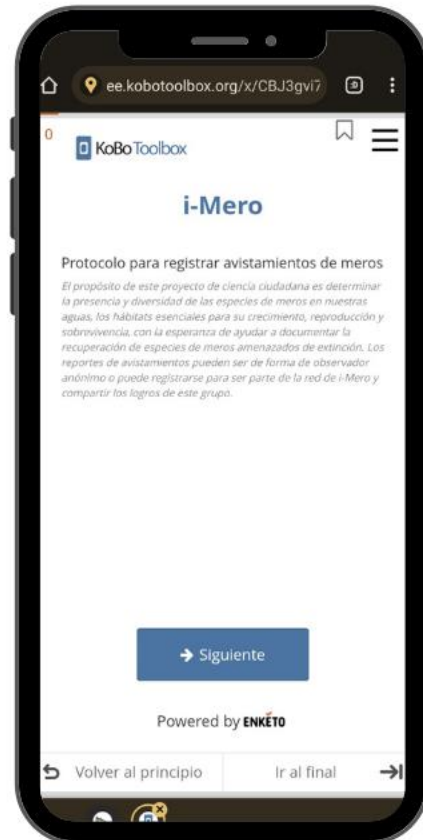 ee.kobotoolbox.org/x/CBJ3gvi7
0
KoBoToolbox
i-Mero
Protocolo para registrar avistamientos de meros
El propósito de este proyecto de ciencia ciudadana es determinar
la presencia y diversidad de las especies de meros en nuestras
aguas, los hábitats esenciales para su crecimiento, reproducción y
sobrevivencia, con la esperanza de ayudar a documentar la
recuperación de especies de meros amenazados de extinción. Los
reportes de avistamientos pueden ser de forma de observador
anónimo o puede registrarse para ser parte de la red de i-Mero y
compartir los logros de este grupo.
Siguiente
Powered by ENKETO
Volver al principio Ir al final